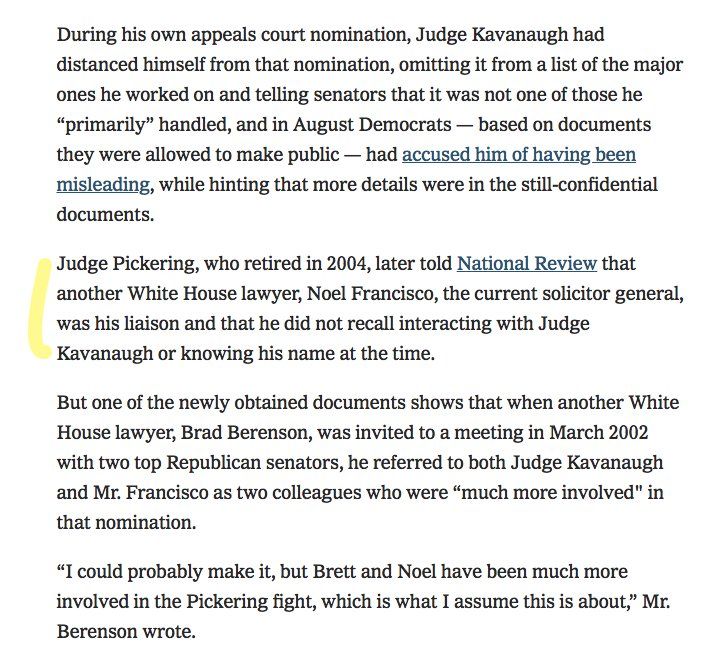 During his own appeals court nomination, Judge Kavanaugh had
distanced himself from that nomination, omitting it from a list of the major
ones he worked on and telling senators that it was not one of those he
“primarily” handled, and in August Democrats — based on documents
they were allowed to make public — had accused him of having been
misleading, while hinting that more details were in the still-confidential
documents.
Judge Pickering, who retired in 2004, later told National Review that
another White House lawyer, Noel Francisco, the current solicitor general,
was his liaison and that he did not recall interacting with Judge
Kavanaugh or knowing his name at the time.
But one of the newly obtained documents shows that when another White
House lawyer, Brad Berenson, was invited to a meeting in March 2002
with two top Republican senators, he referred to both Judge Kavanaugh
and Mr. Francisco as two colleagues who were “much more involved" in
that nomination.
“I could probably make it, but Brett and Noel have been much more
involved in the Pickering fight, which is what I assume this is about,” Mr.
Berenson wrote.